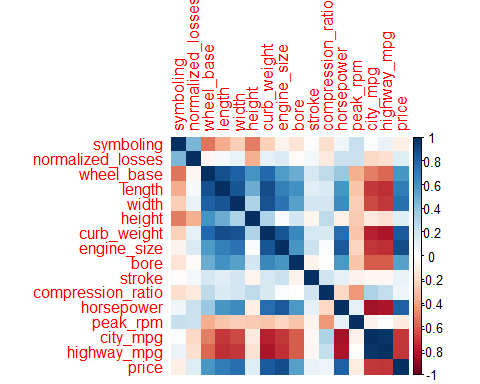 symboling
normalized_losses
wheel_base
length
width
height
curb_weight
engine_size
bore
stroke
compression_ratio
horsepower
peak_rpm
city_mpg
highway_mpg
price
symboling
normalized_losses
wheel_base
length
width
height
curb_weight
engine_size
bore
stroke
compression_ratio
horsepower
peak_rpm
city_mpg
highway_mpg
price
1
0.8
0.6
0.4
0.2
0
-0.2
-0.4
-0.6
-0.8
-1